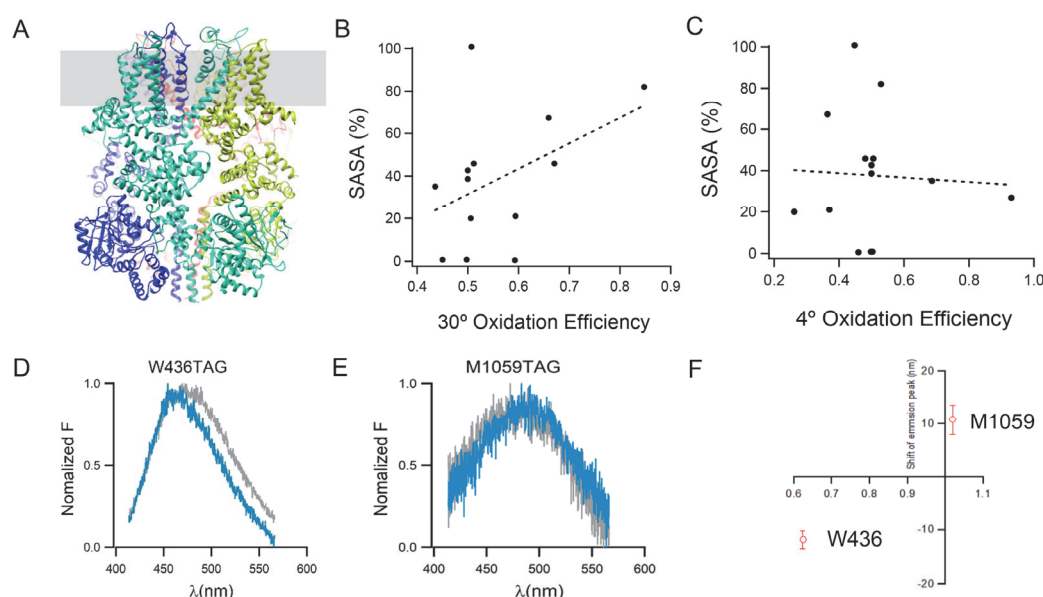 A
B
C
SASA (%)
100
80
60
40
20
0
0.4
0.5
0.6
0.7
0.8
0.9
30º Oxidation Efficiency
SASA (%)
100
80
60
40
20
0
0.2
0.4
0.6
0.8
1.0
4º Oxidation Efficiency
D
W436TAG
Nomalized F
1.0
0.5
0.0
400
450
500
550
600
λ(nm)
E
M1059TAG
Nomalized F
1.0
0.5
0.0
400
450
500
550
600
λ(nm)
F
Shift of emmsion peak (nm)
20
10
-10
-20
0.6
0.7
0.8
0.9
1.1
M1059
W436